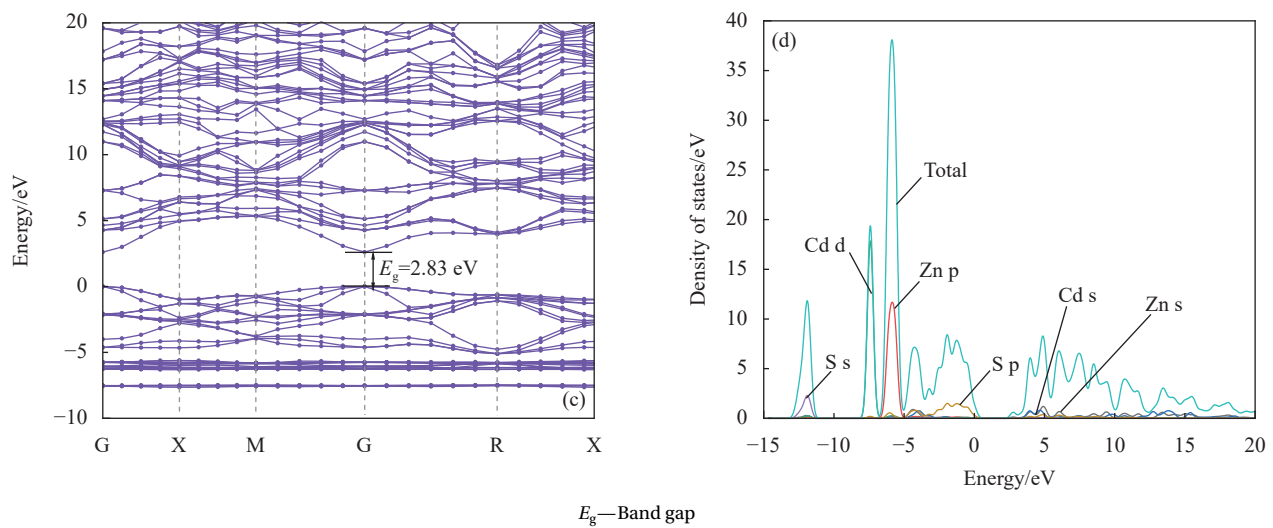 20
15
10
5
0
−5
−10
Energy/eV
E_g=2.83 eV
(c)
G X M G R X
(d)
40
35
30
25
20
15
10
5
0
Density of states/eV
Total
Cd d
Zn p
Cd s
Zn s
S s
S p
−15 −10 −5 0 5 10 15 20
Energy/eV
E_g—Band gap